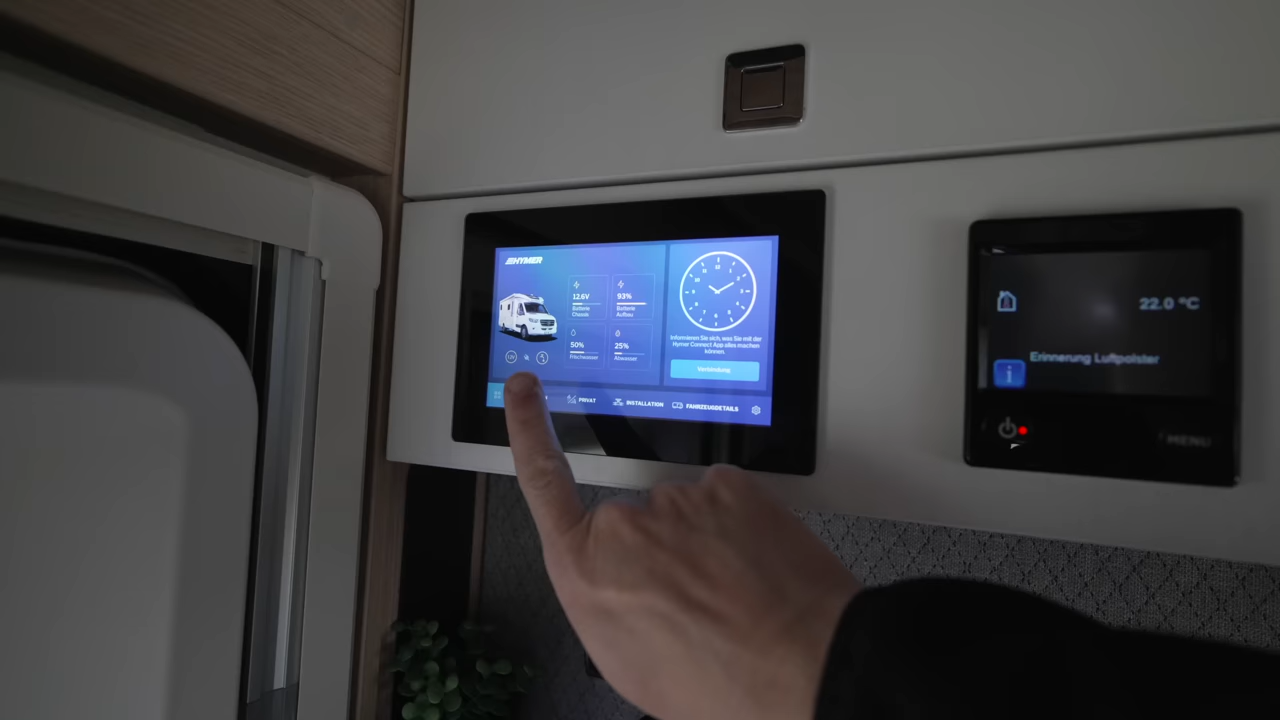 HYMER
12.6V
Batterie
Chassis
93%
Batterie
Aufbau
50%
Frischwasser
25%
Abwasser
12V
Informieren Sie sich, was Sie mit der
Hymer Connect App alles machen
können.
Verbindung
PRIVAT
INSTALLATION
FAHRZEUGDETAILS
22.0 °C
Erinnerung Luftpolster
i
MENU